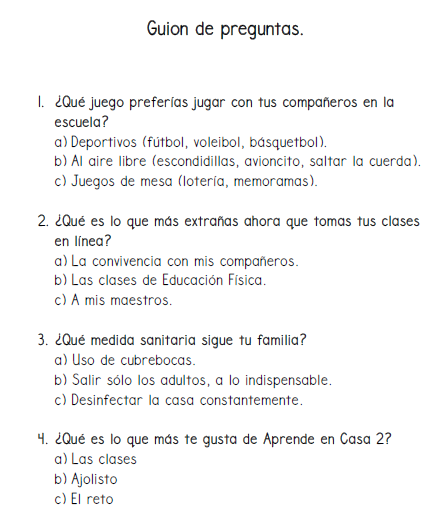 Guion de preguntas.
1. ¿Qué juego preferías jugar con tus compañeros en la
escuela?
a) Deportivos (fútbol, voleibol, básquetbol).
b) Al aire libre (escondidillas, avioncito, saltar la cuerda).
c) Juegos de mesa (lotería, memoramas).
2. ¿Qué es lo que más extrañas ahora que tomas tus clases
en línea?
a) La convivencia con mis compañeros.
b) Las clases de Educación Física.
c) A mis maestros.
3. ¿Qué medida sanitaria sigue tu familia?
a) Uso de cubrebocas.
b) Salir sólo los adultos, a lo indispensable.
c) Desinfectar la casa constantemente.
4. ¿Qué es lo que más te gusta de Aprende en Casa 2?
a) Las clases
b) Ajolisto
c) El reto